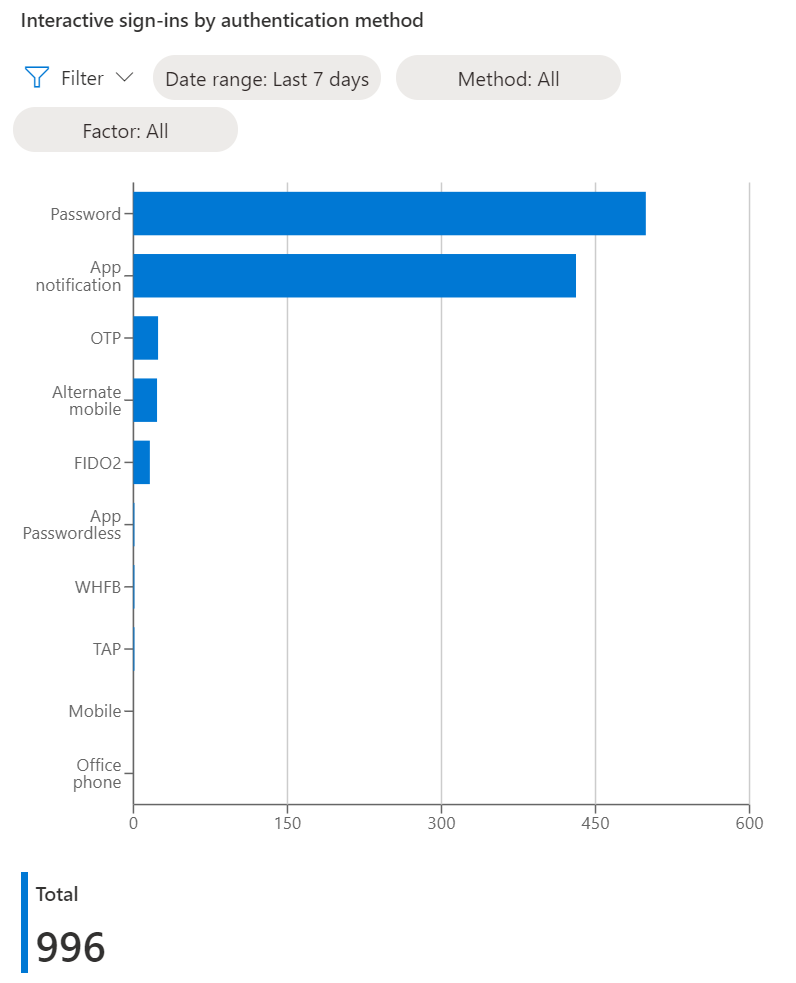 Interactive sign-ins by authentication method
Filter
Date range: Last 7 days
Method: All
Factor: All
Password
App
notification
OTP
Alternate
mobile
FIDO2
App
Passwordless
WHFB
TAP
Mobile
Office
phone
0 150 300 450 600
Total
996